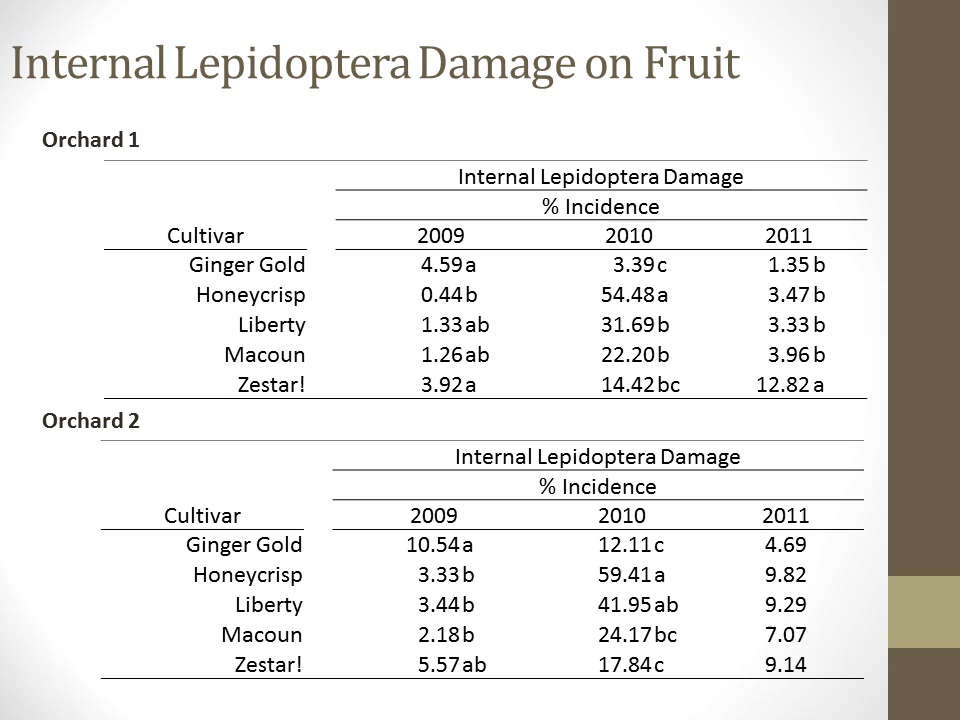 Internal Lepidoptera Damage on Fruit
Orchard 1
Internal Lepidoptera Damage
% Incidence
Cultivar 2009 2010 2011
Ginger Gold 4.59 a 3.39 c 1.35 b
Honeycrisp 0.44 b 54.48 a 3.47 b
Liberty 1.33 ab 31.69 b 3.33 b
Macoun 1.26 ab 22.20 b 3.96 b
Zestar! 3.92 a 14.42 bc 12.82 a
Orchard 2
Internal Lepidoptera Damage
% Incidence
Cultivar 2009 2010 2011
Ginger Gold 10.54 a 12.11 c 4.69
Honeycrisp 3.33 b 59.41 a 9.82
Liberty 3.44 b 41.95 ab 9.29
Macoun 2.18 b 24.17 bc 7.07
Zestar! 5.57 ab 17.84 c 9.14